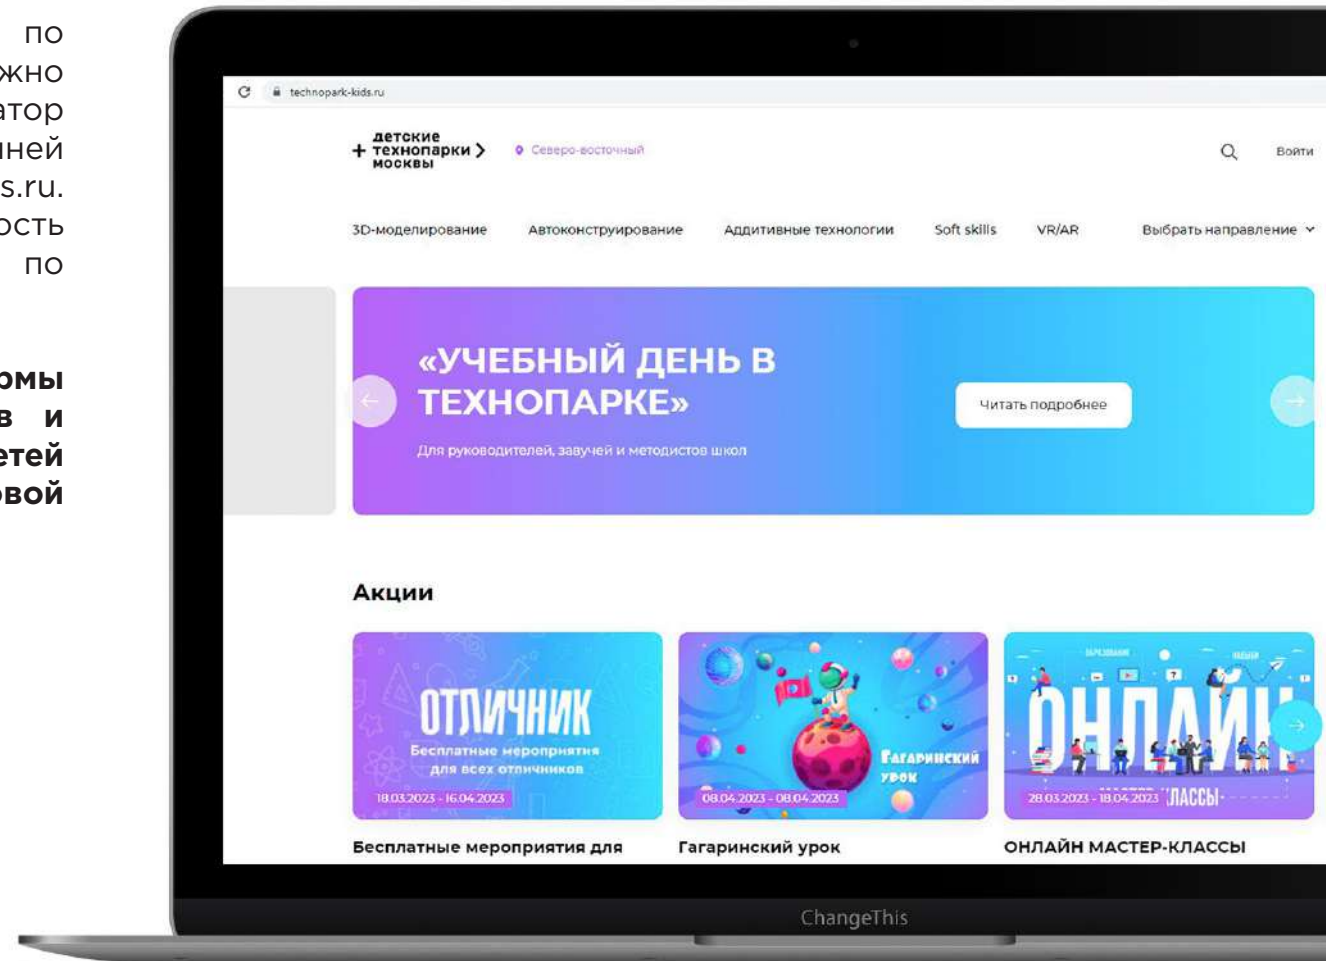 по
жно
атор
ней
s.ru.
ость
по
рмы
в и
етей
овой
technopark-kids.ru
детские
+ технопарки >
москвы
Северо-восточный
Войти
3D-моделирование
Автоконструирование
Аддитивные технологии
Soft skills
VR/AR
Выбрать направление
«УЧЕБНЫЙ ДЕНЬ В
ТЕХНОПАРКЕ»
Для руководителей, завучей и методистов школ
Читать подробнее
Акции
ОТЛИЧНИК
Бесплатные мероприятия
для всех отличников
18.03.2023 - 16.04.2023
Гагаринский
урок
08.04.2023 - 08.04.2023
ОБРАЗОВАНИЕ
НАВЫКИ
ОНЛАЙН
28.03.2023 - 18.04.2023
Бесплатные мероприятия для
Гагаринский урок
ОНЛАЙН МАСТЕР-КЛАССЫ
ChangeThis